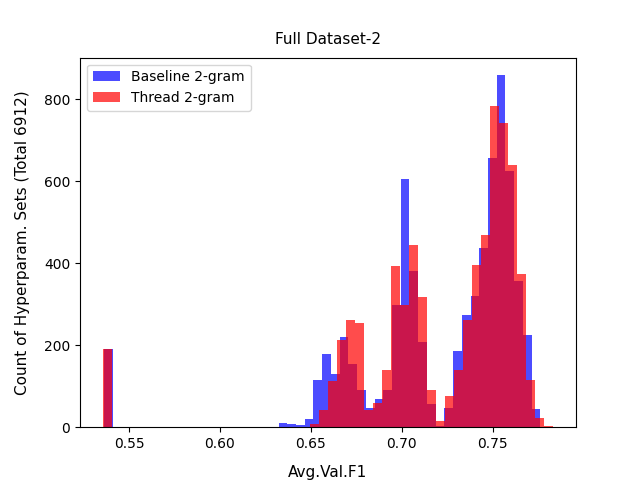 Full Dataset-2
Baseline 2-gram
Thread 2-gram
Count of Hyperparam. Sets (Total 6912)
800
600
400
200
0
0.55 0.60 0.65 0.70 0.75
Avg.Val.F1